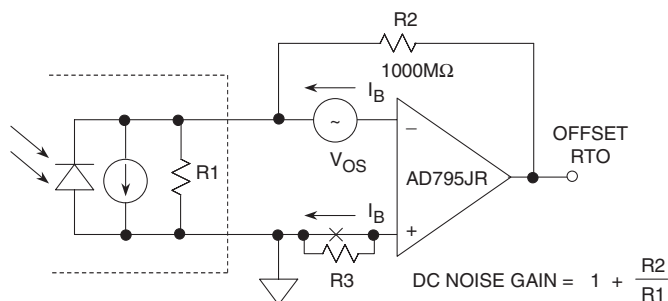 R2
1000MΩ
I_B
–
~
V_OS
R1
AD795JR
OFFSET
RTO
I_B
+
R3
DC NOISE GAIN = 1 + R2/R1